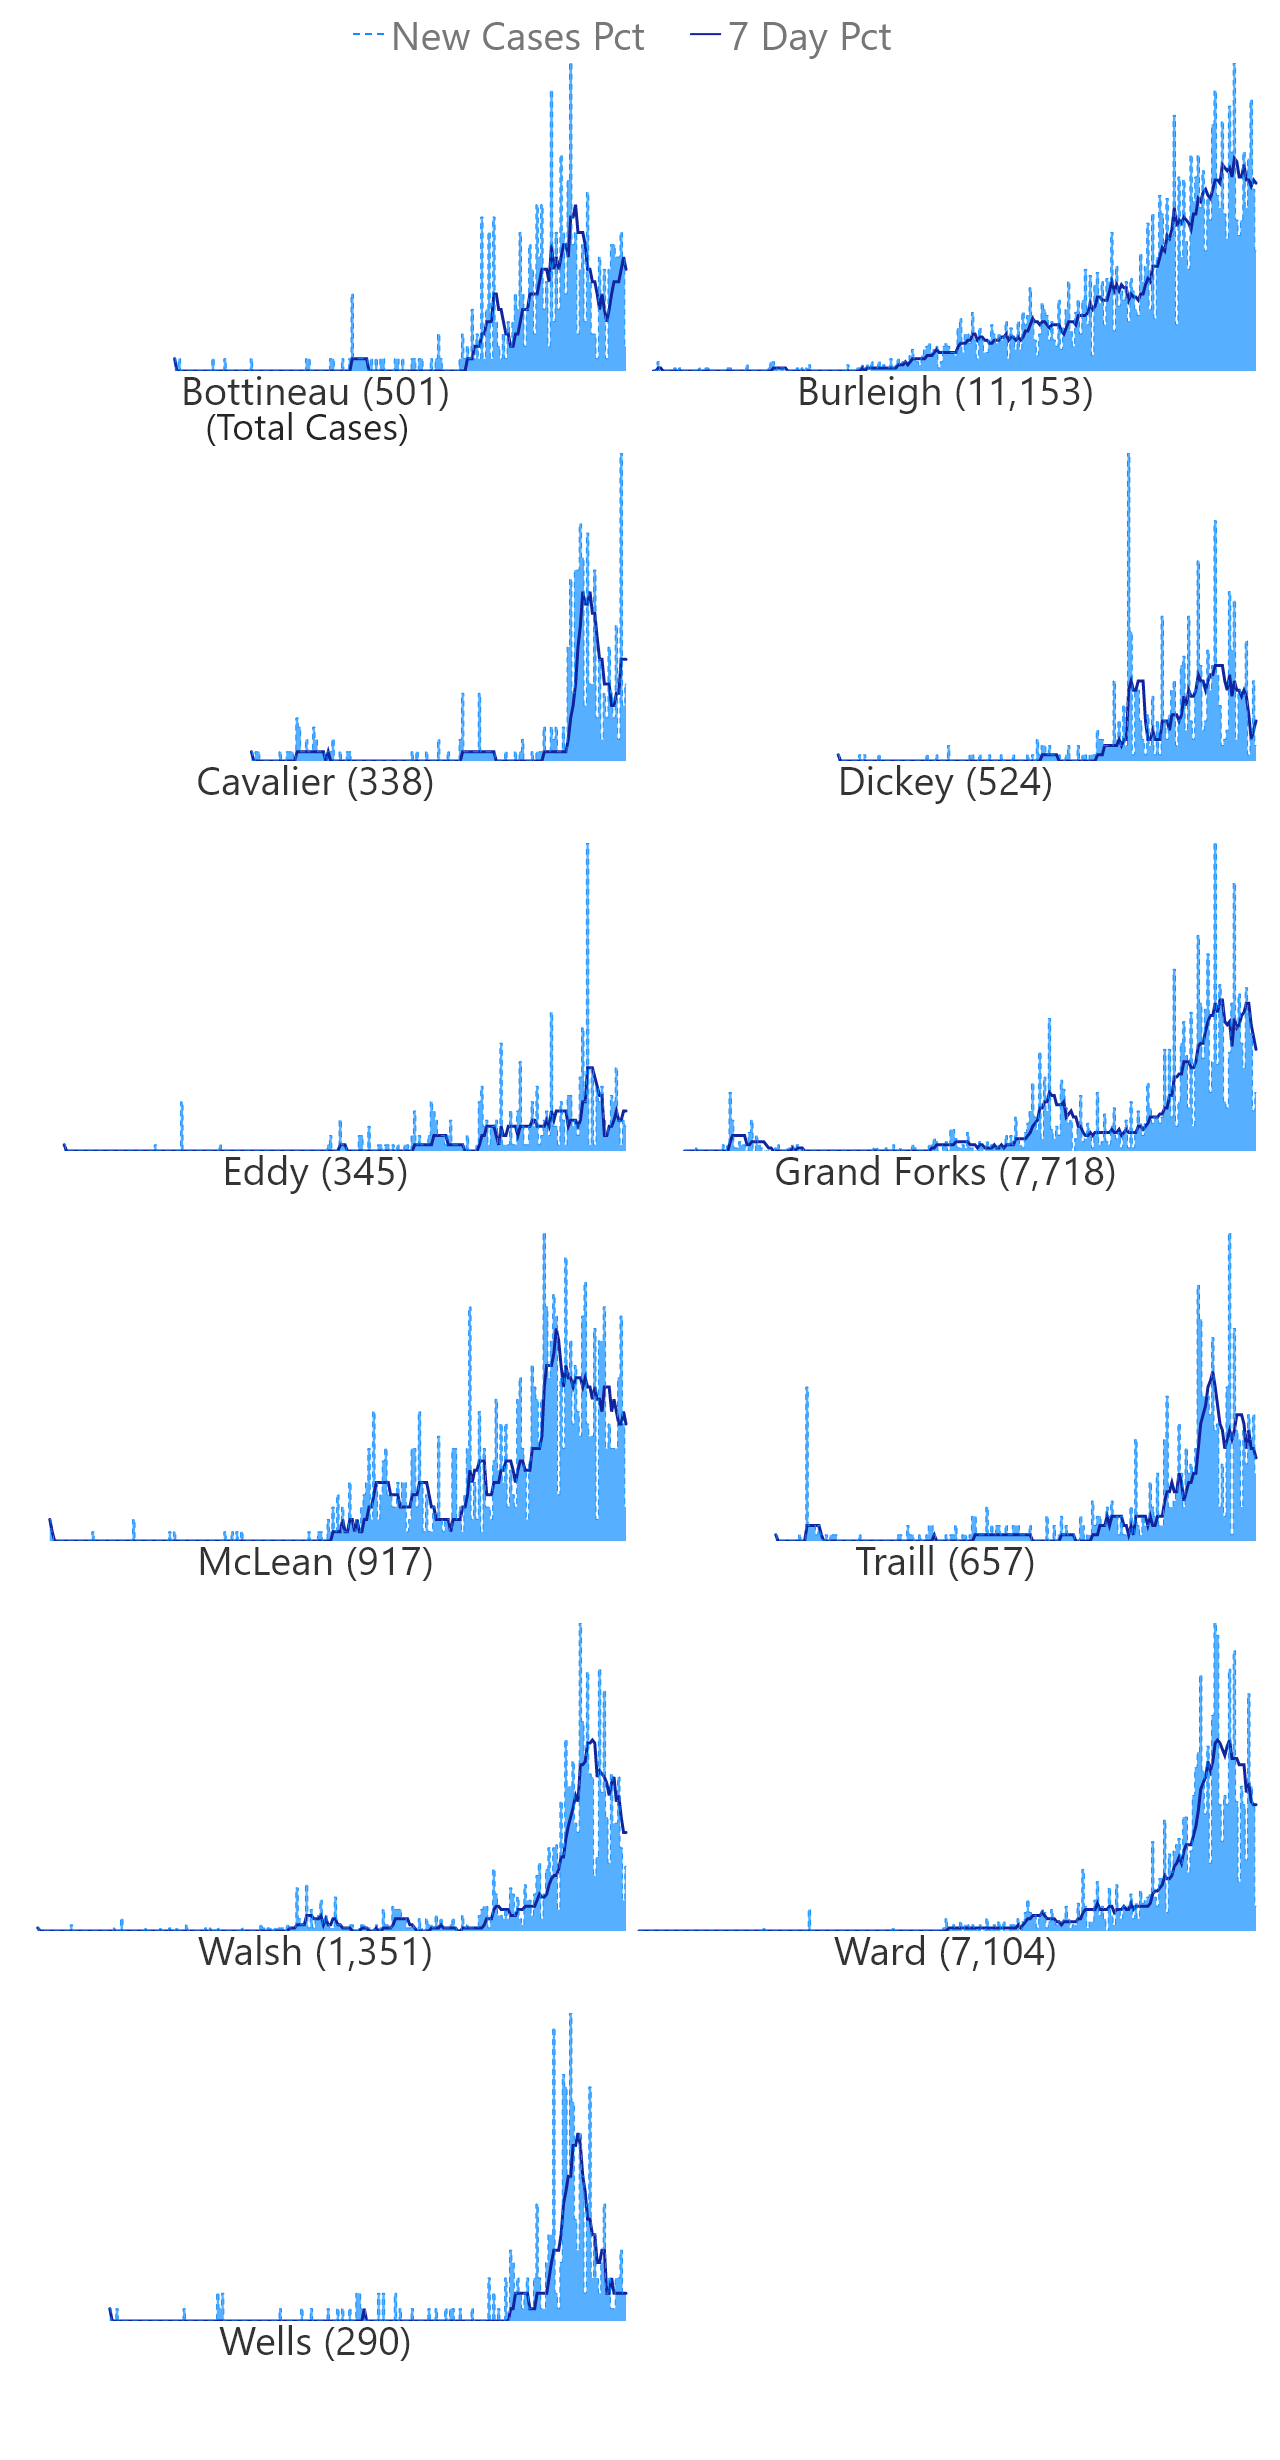 New Cases Pct 7 Day Pct
Bottineau (501) Burleigh (11,153)
(Total Cases)
Cavalier (338) Dickey (524)
Eddy (345) Grand Forks (7,718)
McLean (917) Traill (657)
Walsh (1,351) Ward (7,104)
Wells (290)